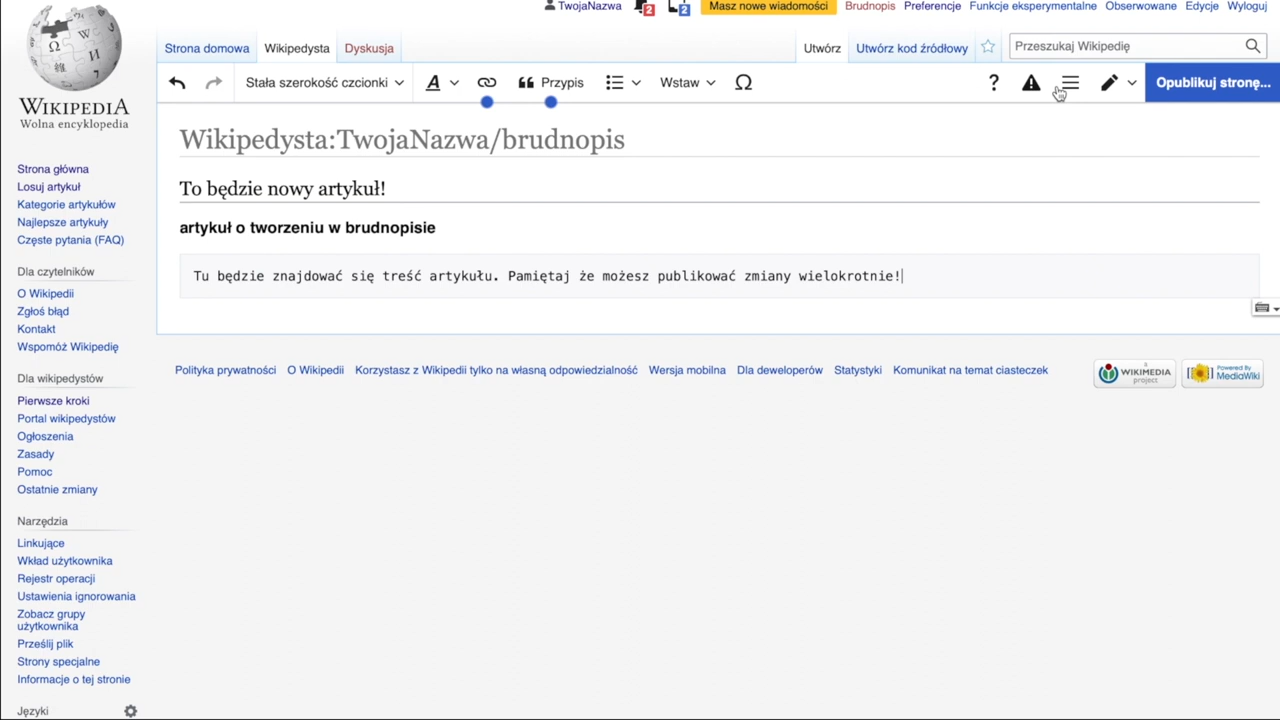 TwojaNazwa 2 2 Masz nowe wiadomości Brudnopis Preferencje Funkcje eksperymentalne Obserwowane Edycje Wyloguj
Strona domowa Wikipedysta Dyskusja Utwórz Utwórz kod źródłowy Przeszukaj Wikipedię
Stała szerokość czcionki A Przypis Wstaw Ω ? Opublikuj stronę...
WIKIPEDIA
Wolna encyklopedia
Wikipedysta:TwojaNazwa/brudnopis
To będzie nowy artykuł!
artykuł o tworzeniu w brudnopisie
Tu będzie znajdować się treść artykułu. Pamiętaj że możesz publikować zmiany wielokrotnie!
Strona główna
Losuj artykuł
Kategorie artykułów
Najlepsze artykuły
Częste pytania (FAQ)
Dla czytelników
O Wikipedii
Zgłoś błąd
Kontakt
Wspomóż Wikipedię
Dla wikipedystów
Pierwsze kroki
Portal wikipedystów
Ogłoszenia
Zasady
Pomoc
Ostatnie zmiany
Narzędzia
Linkujące
Wkład użytkownika
Rejestr operacji
Ustawienia ignorowania
Zobacz grupy
użytkownika
Prześlij plik
Strony specjalne
Informacje o tej stronie
Języki
Polityka prywatności O Wikipedii Korzystasz z Wikipedii tylko na własną odpowiedzialność Wersja mobilna Dla deweloperów Statystyki Komunikat na temat ciasteczek
A
WIKIMEDIA
project
Powered By
MediaWiki